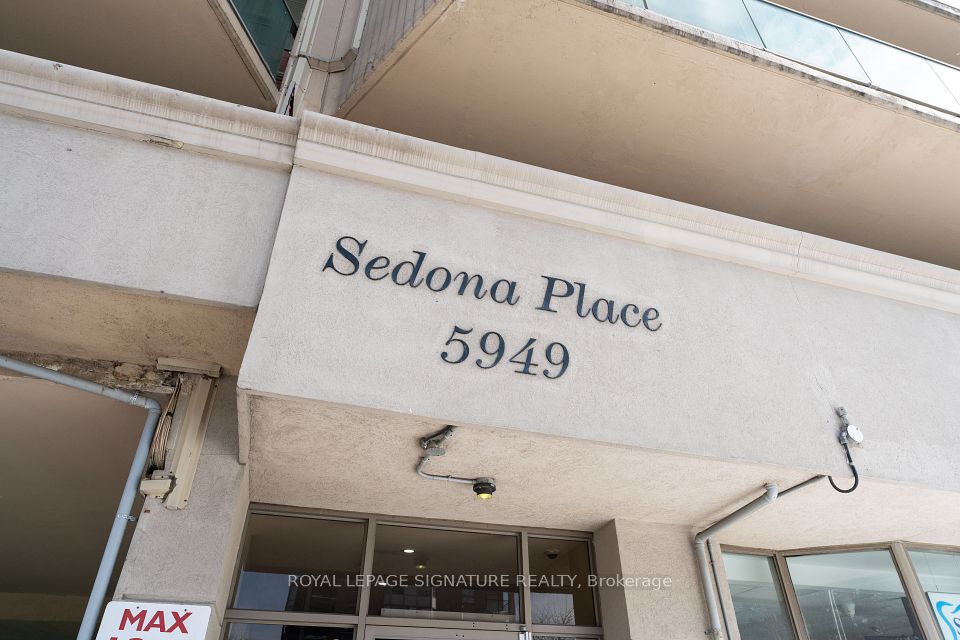 Sedona Place
5949
ROYAL LEPAGE SIGNATURE REALTY, Brokerage
MAX